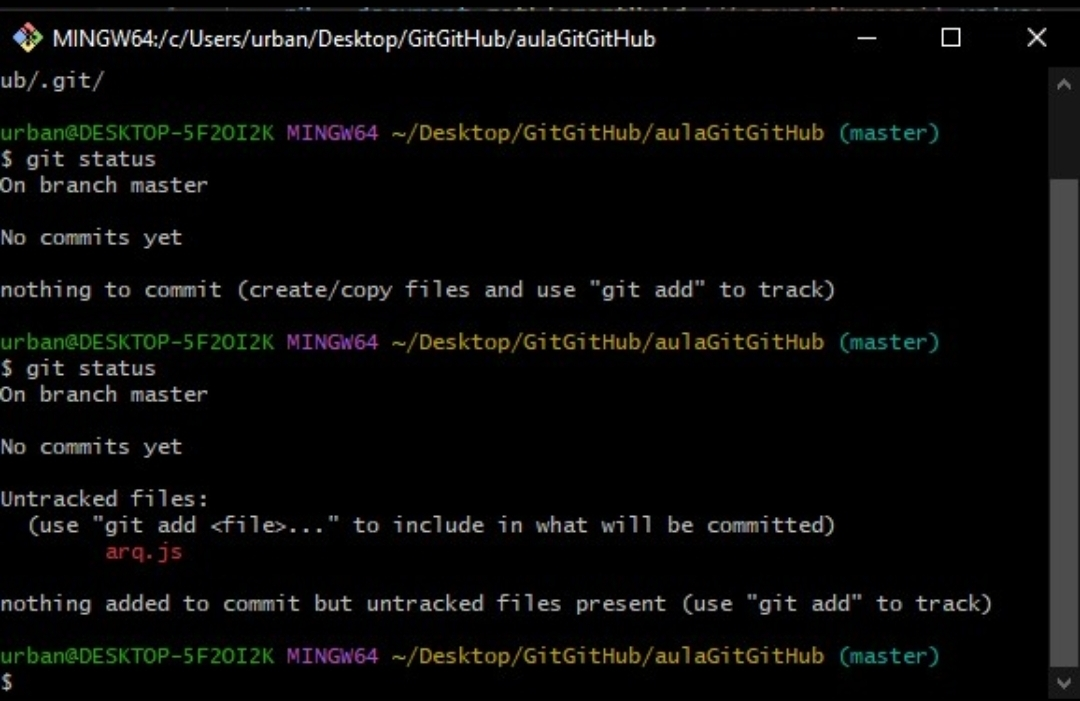 MINGW64:/c/Users/urban/Desktop/GitGitHub/aulaGitGitHub
ub/.git/
urban@DESKTOP-5F2OI2K MINGW64 ~/Desktop/GitGitHub/aulaGitGitHub (master)
$ git status
On branch master
No commits yet
nothing to commit (create/copy files and use "git add" to track)
urban@DESKTOP-5F2OI2K MINGW64 ~/Desktop/GitGitHub/aulaGitGitHub (master)
$ git status
On branch master
No commits yet
Untracked files:
  (use "git add <file>..." to include in what will be committed)
        arq.js
nothing added to commit but untracked files present (use "git add" to track)
urban@DESKTOP-5F2OI2K MINGW64 ~/Desktop/GitGitHub/aulaGitGitHub (master)
$